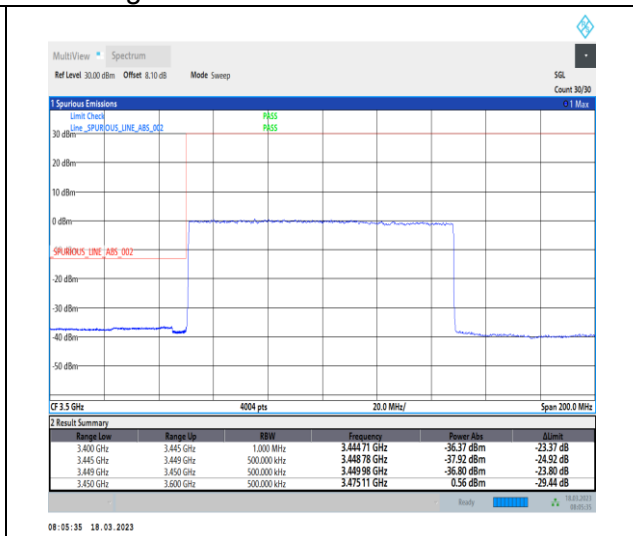 MultiView Spectrum
Ref Level 30.00 dBm Offset 8.10 dB Mode Sweep SGL
Count 30/30
1 Spurious Emissions 1 Max
Limit Check PASS
Line _SPURIOUS_LINE_ABS_002 PASS
30 dBm
20 dBm
10 dBm
0 dBm
_SPURIOUS_LINE_ABS_002
-20 dBm
-30 dBm
-40 dBm
-50 dBm
CF 3.5 GHz 4004 pts 20.0 MHz/ Span 200.0 MHz
2 Result Summary
Range Low Range Up RBW Frequency Power Abs ΔLimit
3.400 GHz 3.445 GHz 1.000 MHz 3.444 71 GHz -36.37 dBm -23.37 dB
3.445 GHz 3.449 GHz 500.000 kHz 3.448 78 GHz -37.92 dBm -24.92 dB
3.449 GHz 3.450 GHz 500.000 kHz 3.449 98 GHz -36.80 dBm -23.80 dB
3.450 GHz 3.600 GHz 500.000 kHz 3.475 11 GHz 0.56 dBm -29.44 dB
Ready 18.03.2023
08:05:35
08:05:35 18.03.2023